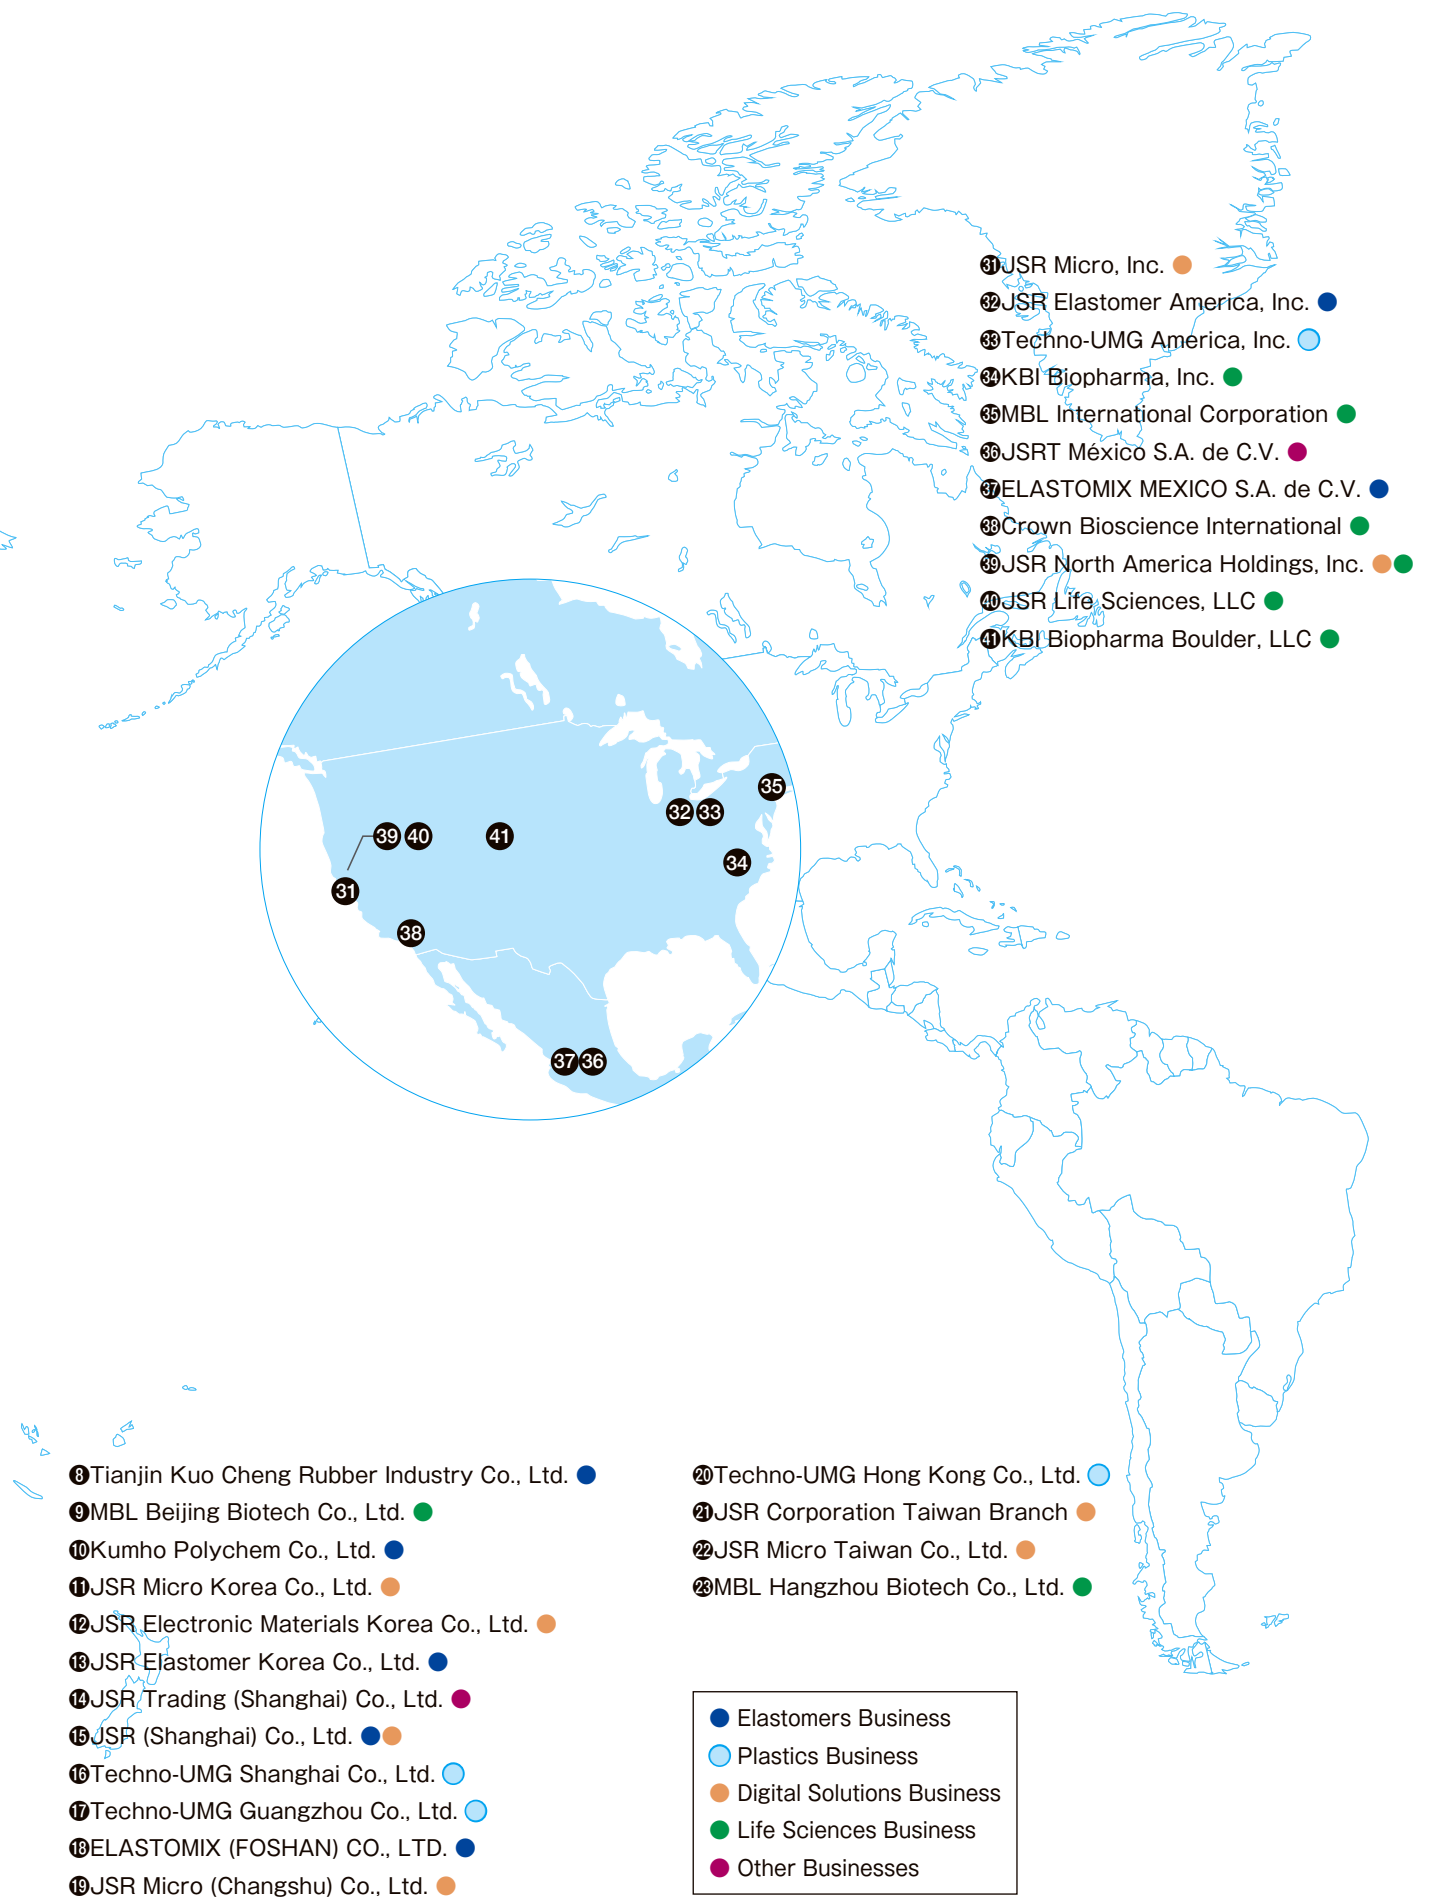 ㉛JSR Micro, Inc.
㉜JSR Elastomer America, Inc.
㉝Techno-UMG America, Inc.
㉞KBI Biopharma, Inc.
㉟MBL International Corporation
㊱JSRT México S.A. de C.V.
㊲ELASTOMIX MEXICO S.A. de C.V.
㊳Crown Bioscience International
㊴JSR North America Holdings, Inc.
㊵JSR Life Sciences, LLC
㊶KBI Biopharma Boulder, LLC
35
32 33
39 40 41
34
31
38
37 36
❽Tianjin Kuo Cheng Rubber Industry Co., Ltd.
❾MBL Beijing Biotech Co., Ltd.
❿Kumho Polychem Co., Ltd.
⓫JSR Micro Korea Co., Ltd.
⓬JSR Electronic Materials Korea Co., Ltd.
⓭JSR Elastomer Korea Co., Ltd.
⓮JSR Trading (Shanghai) Co., Ltd.
⓯JSR (Shanghai) Co., Ltd.
⓰Techno-UMG Shanghai Co., Ltd.
⓱Techno-UMG Guangzhou Co., Ltd.
⓲ELASTOMIX (FOSHAN) CO., LTD.
⓳JSR Micro (Changshu) Co., Ltd.
⓴Techno-UMG Hong Kong Co., Ltd.
㉑JSR Corporation Taiwan Branch
㉒JSR Micro Taiwan Co., Ltd.
㉓MBL Hangzhou Biotech Co., Ltd.
Elastomers Business
Plastics Business
Digital Solutions Business
Life Sciences Business
Other Businesses